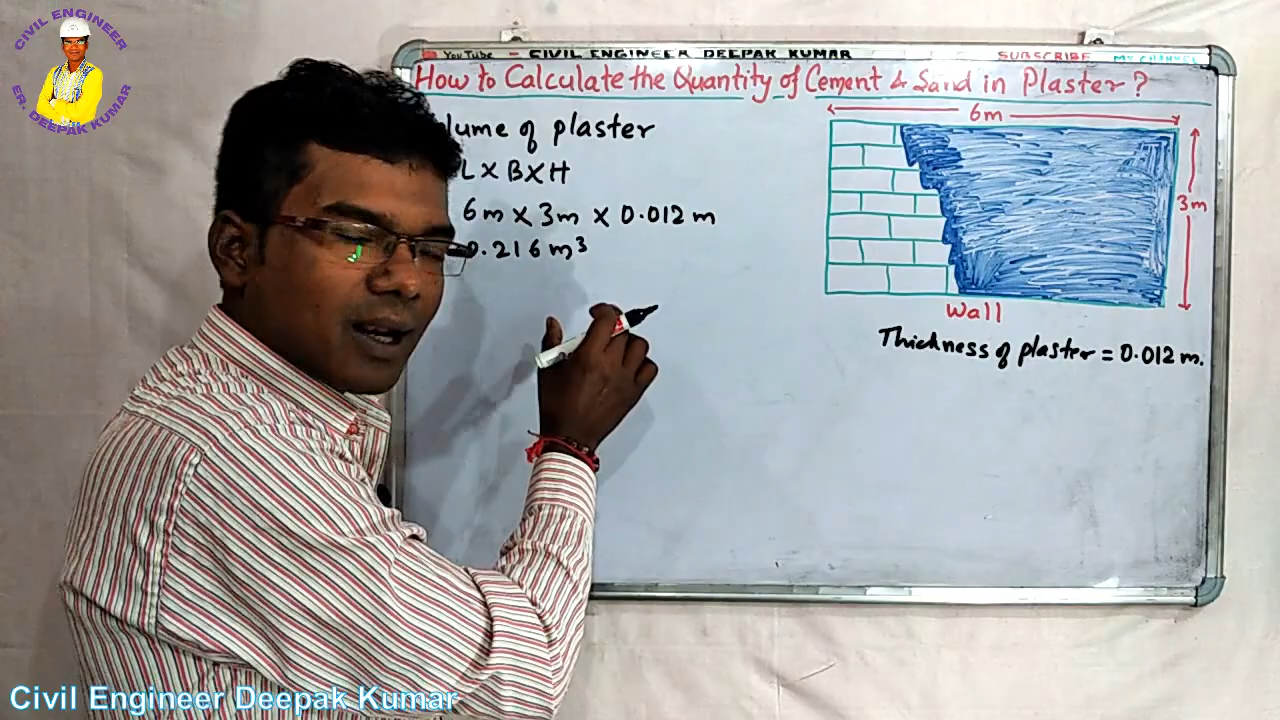 CIVIL ENGINEER
ER. DEEPAK KUMAR
YouTube - CIVIL ENGINEER DEEPAK KUMAR SUBSCRIBE MY CHANNEL
How to Calculate the Quantity of Cement & Sand in Plaster?
lume of plaster
L X B X H
6m X 3m X 0.012 m
0.216 m³
6m
3m
Wall
Thickness of plaster = 0.012 m.
Civil Engineer Deepak Kumar